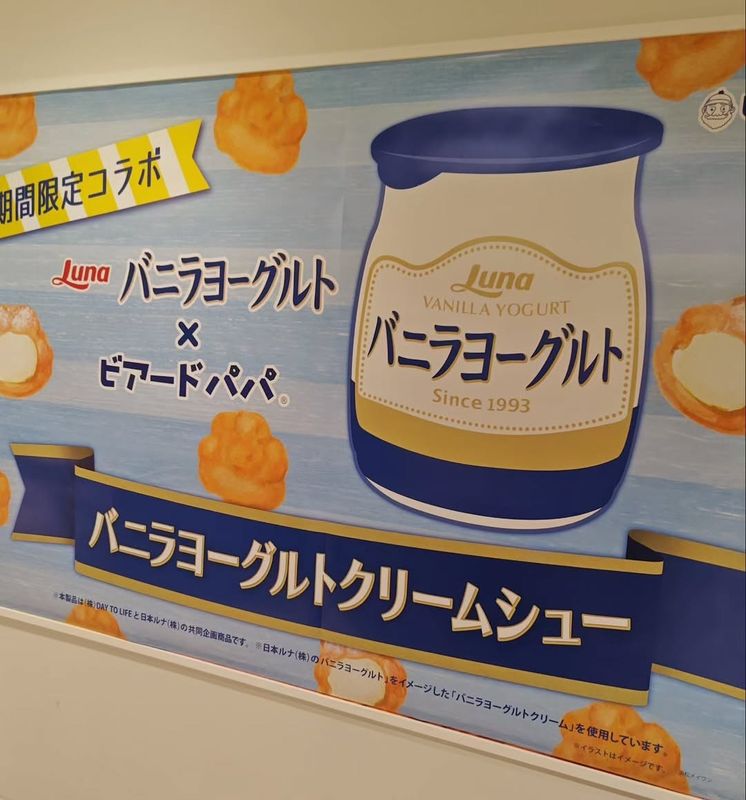 期間限定コラボ
Luna バニラヨーグルト
×
ビアードパパ®
Luna
VANILLA YOGURT
バニラヨーグルト
Since 1993
バニラヨーグルトクリームシュー
※本製品は(株)DAY TO LIFEと日本ルナ(株)の共同企画商品です。 ※日本ルナ(株)の「バニラヨーグルト」をイメージした「バニラヨーグルトクリーム」を使用しています。
※イラストはイメージです。
浜松メイワン